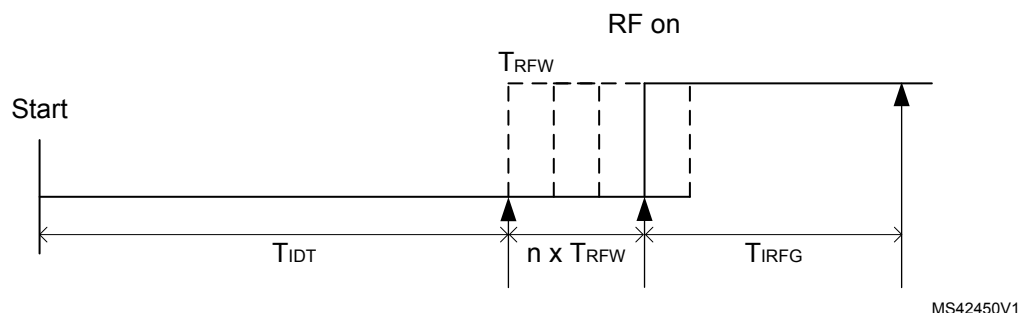 RF on
TRFW
Start
TIDT
n x TRFW
TIRFG
MS42450V1